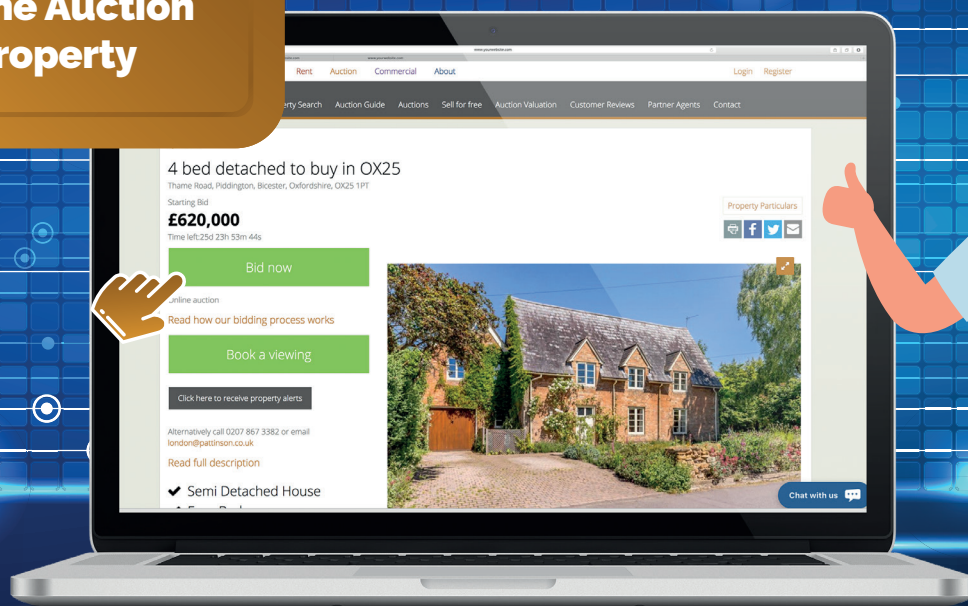 ne Auction
roperty
www.yourwebsite.com
Rent Auction Commercial About
Login Register
erty Search Auction Guide Auctions Sell for free Auction Valuation Customer Reviews Partner Agents Contact
4 bed detached to buy in OX25
Thame Road, Piddington, Bicester, Oxfordshire, OX25 1PT
Starting Bid
£620,000
Time left:25d 23h 53m 44s
Property Particulars
Bid now
Online auction
Read how our bidding process works
Book a viewing
Click here to receive property alerts
Alternatively call 0207 867 3382 or email
london@pattinson.co.uk
Read full description
Semi Detached House
Chat with us